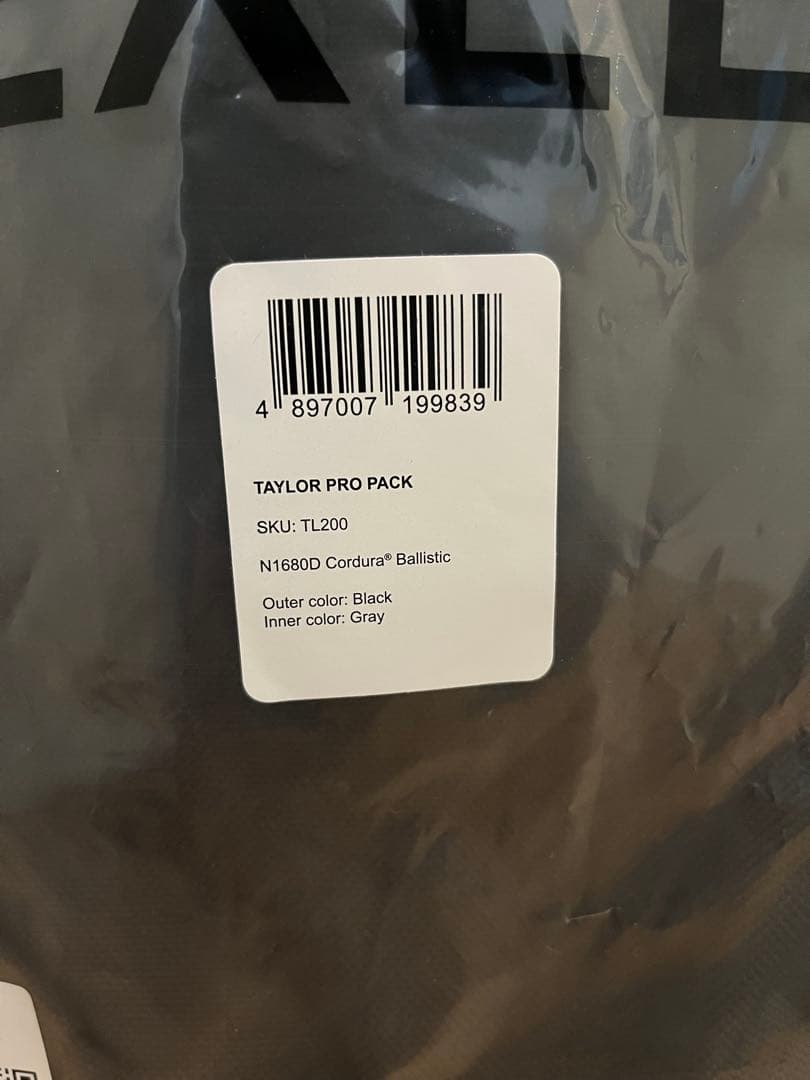 4 897007 199839
TAYLOR PRO PACK
SKU: TL200
N1680D Cordura® Ballistic
Outer color: Black
Inner color: Gray